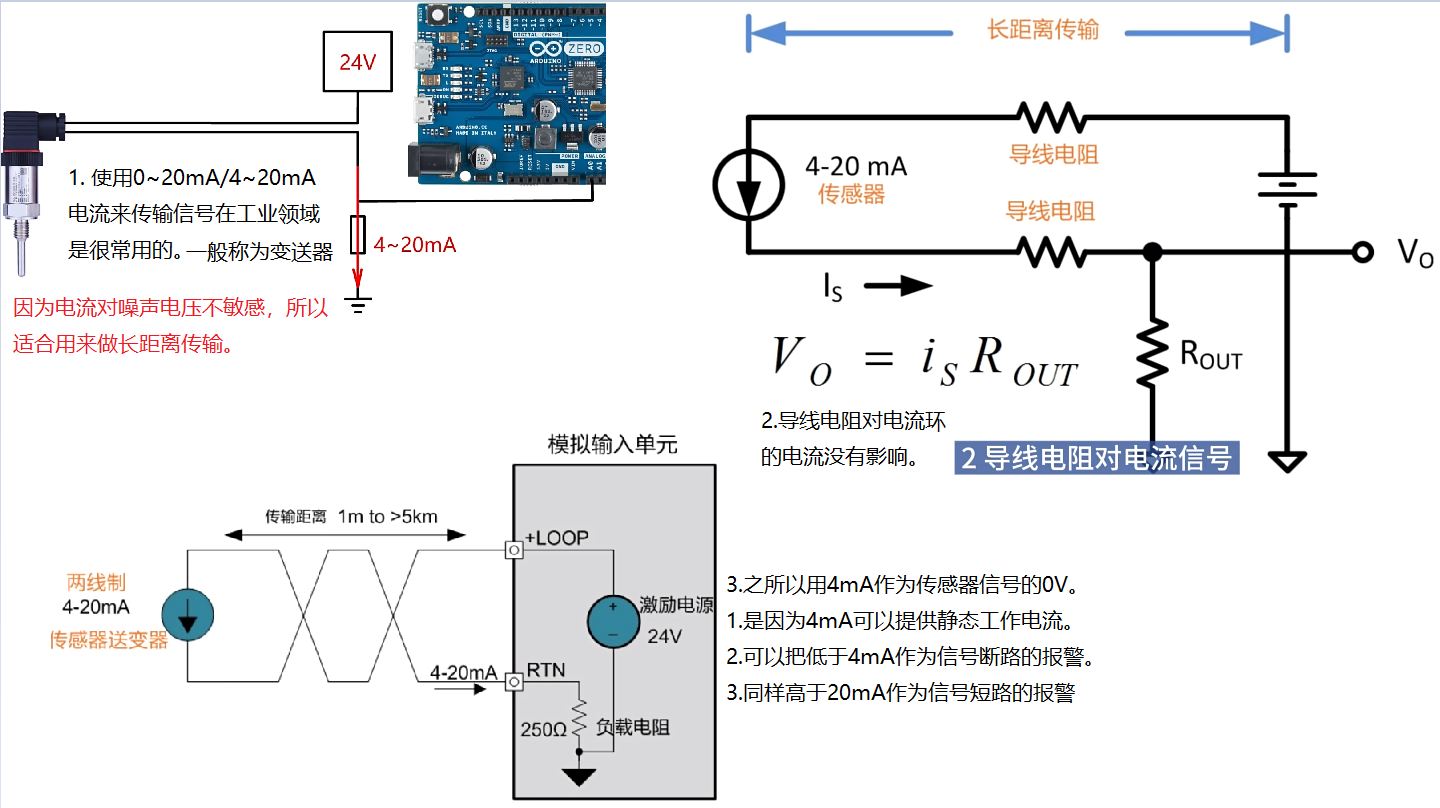 24V
ARDUINO
ZERO
1. 使用0~20mA/4~20mA
电流来传输信号在工业领域
是很常用的。一般称为变送器
4~20mA
因为电流对噪声电压不敏感，所以
适合用来做长距离传输。
长距离传输
导线电阻
4-20 mA
传感器
导线电阻
Is
Vo
Vo = is ROUT
ROUT
2.导线电阻对电流环
的电流没有影响。
2 导线电阻对电流信号
模拟输入单元
传输距离 1m to >5km
+LOOP
两线制
4-20mA
传感器送变器
激励电源
24V
4-20mA
RTN
250Ω
负载电阻
3.之所以用4mA作为传感器信号的0V。
1.是因为4mA可以提供静态工作电流。
2.可以把低于4mA作为信号断路的报警。
3.同样高于20mA作为信号短路的报警